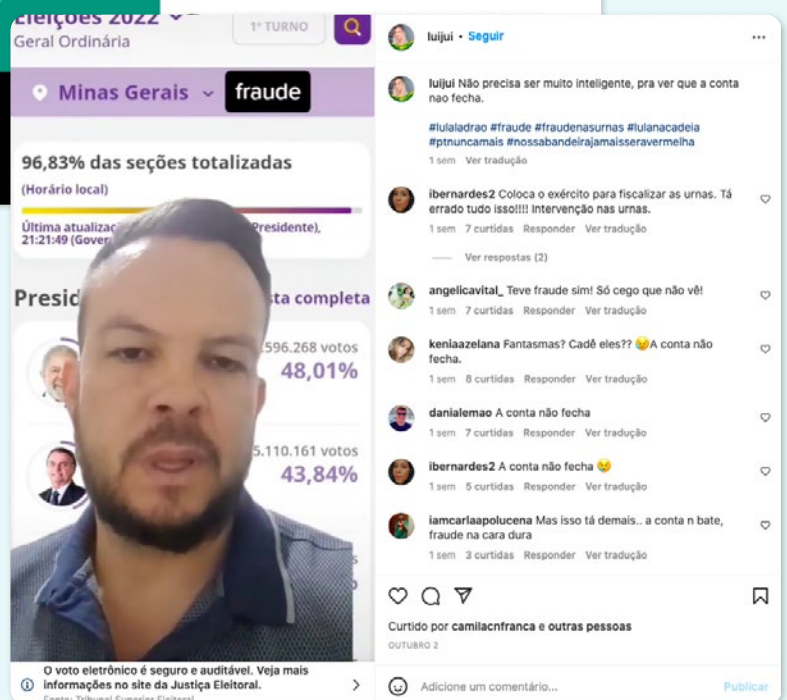 Eleições 2022
Geral Ordinária
1º TURNO
Minas Gerais
fraude
96,83% das seções totalizadas
(Horário local)
Última atualizaç Presidente),
21:21:49 (Gover
Presid sta completa
.596.268 votos
48,01%
5.110.161 votos
43,84%
O voto eletrônico é seguro e auditável. Veja mais
informações no site da Justiça Eleitoral.
Fonte: Tribunal Superior Eleitoral
luijui • Seguir
luijui Não precisa ser muito inteligente, pra ver que a conta
nao fecha.
#lulaladrao #fraude #fraudenasurnas #lulanacadeia
#ptnuncamais #nossabandeirajamaisseravermelha
1 sem Ver tradução
ibernardes2 Coloca o exército para fiscalizar as urnas. Tá
errado tudo isso!!!! Intervenção nas urnas.
1 sem 7 curtidas Responder Ver tradução
Ver respostas (2)
angelicavital_ Teve fraude sim! Só cego que não vê!
1 sem 7 curtidas Responder Ver tradução
keniaazelana Fantasmas? Cadê eles?? 😢A conta não
fecha.
1 sem 8 curtidas Responder Ver tradução
danialemao A conta não fecha
1 sem 7 curtidas Responder Ver tradução
ibernardes2 A conta não fecha 😢
1 sem 5 curtidas Responder Ver tradução
iamcarlaapolucena Mas isso tá demais.. a conta n bate,
fraude na cara dura
1 sem 3 curtidas Responder Ver tradução
Curtido por camilacnfranca e outras pessoas
OUTUBRO 2
Adicione um comentário... Publicar